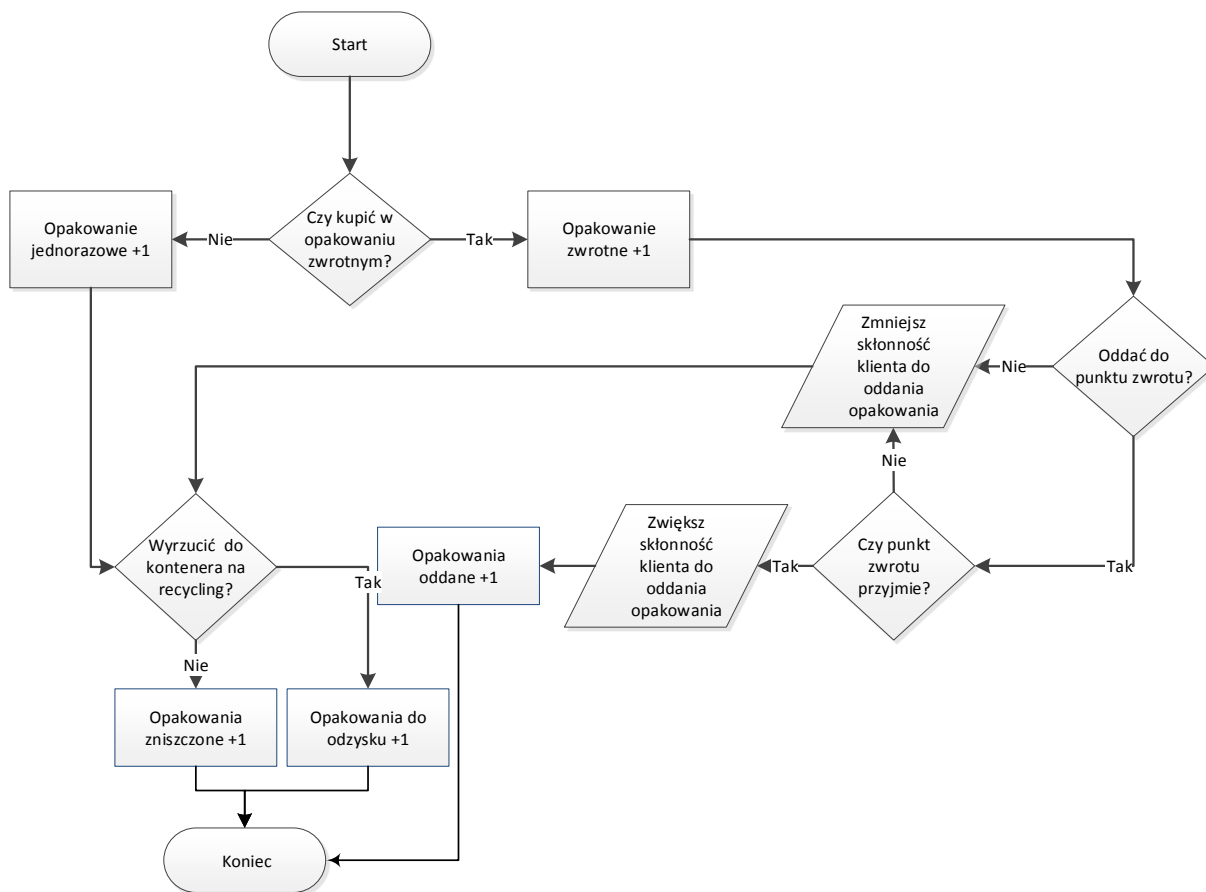 Start
Czy kupić w
opakowaniu
zwrotnym?
Nie
Tak
Opakowanie
jednorazowe +1
Opakowanie
zwrotne +1
Zmniejsz
skłonność
klienta do
oddania
opakowania
Nie
Oddać do
punktu zwrotu?
Nie
Wyrzucić do
kontenera na
recycling?
Tak
Opakowania
oddane +1
Zwiększ
skłonność
klienta do
oddania
opakowania
Tak
Czy punkt
zwrotu
przyjmie?
Tak
Nie
Opakowania
zniszczone +1
Opakowania do
odzysku +1
Koniec